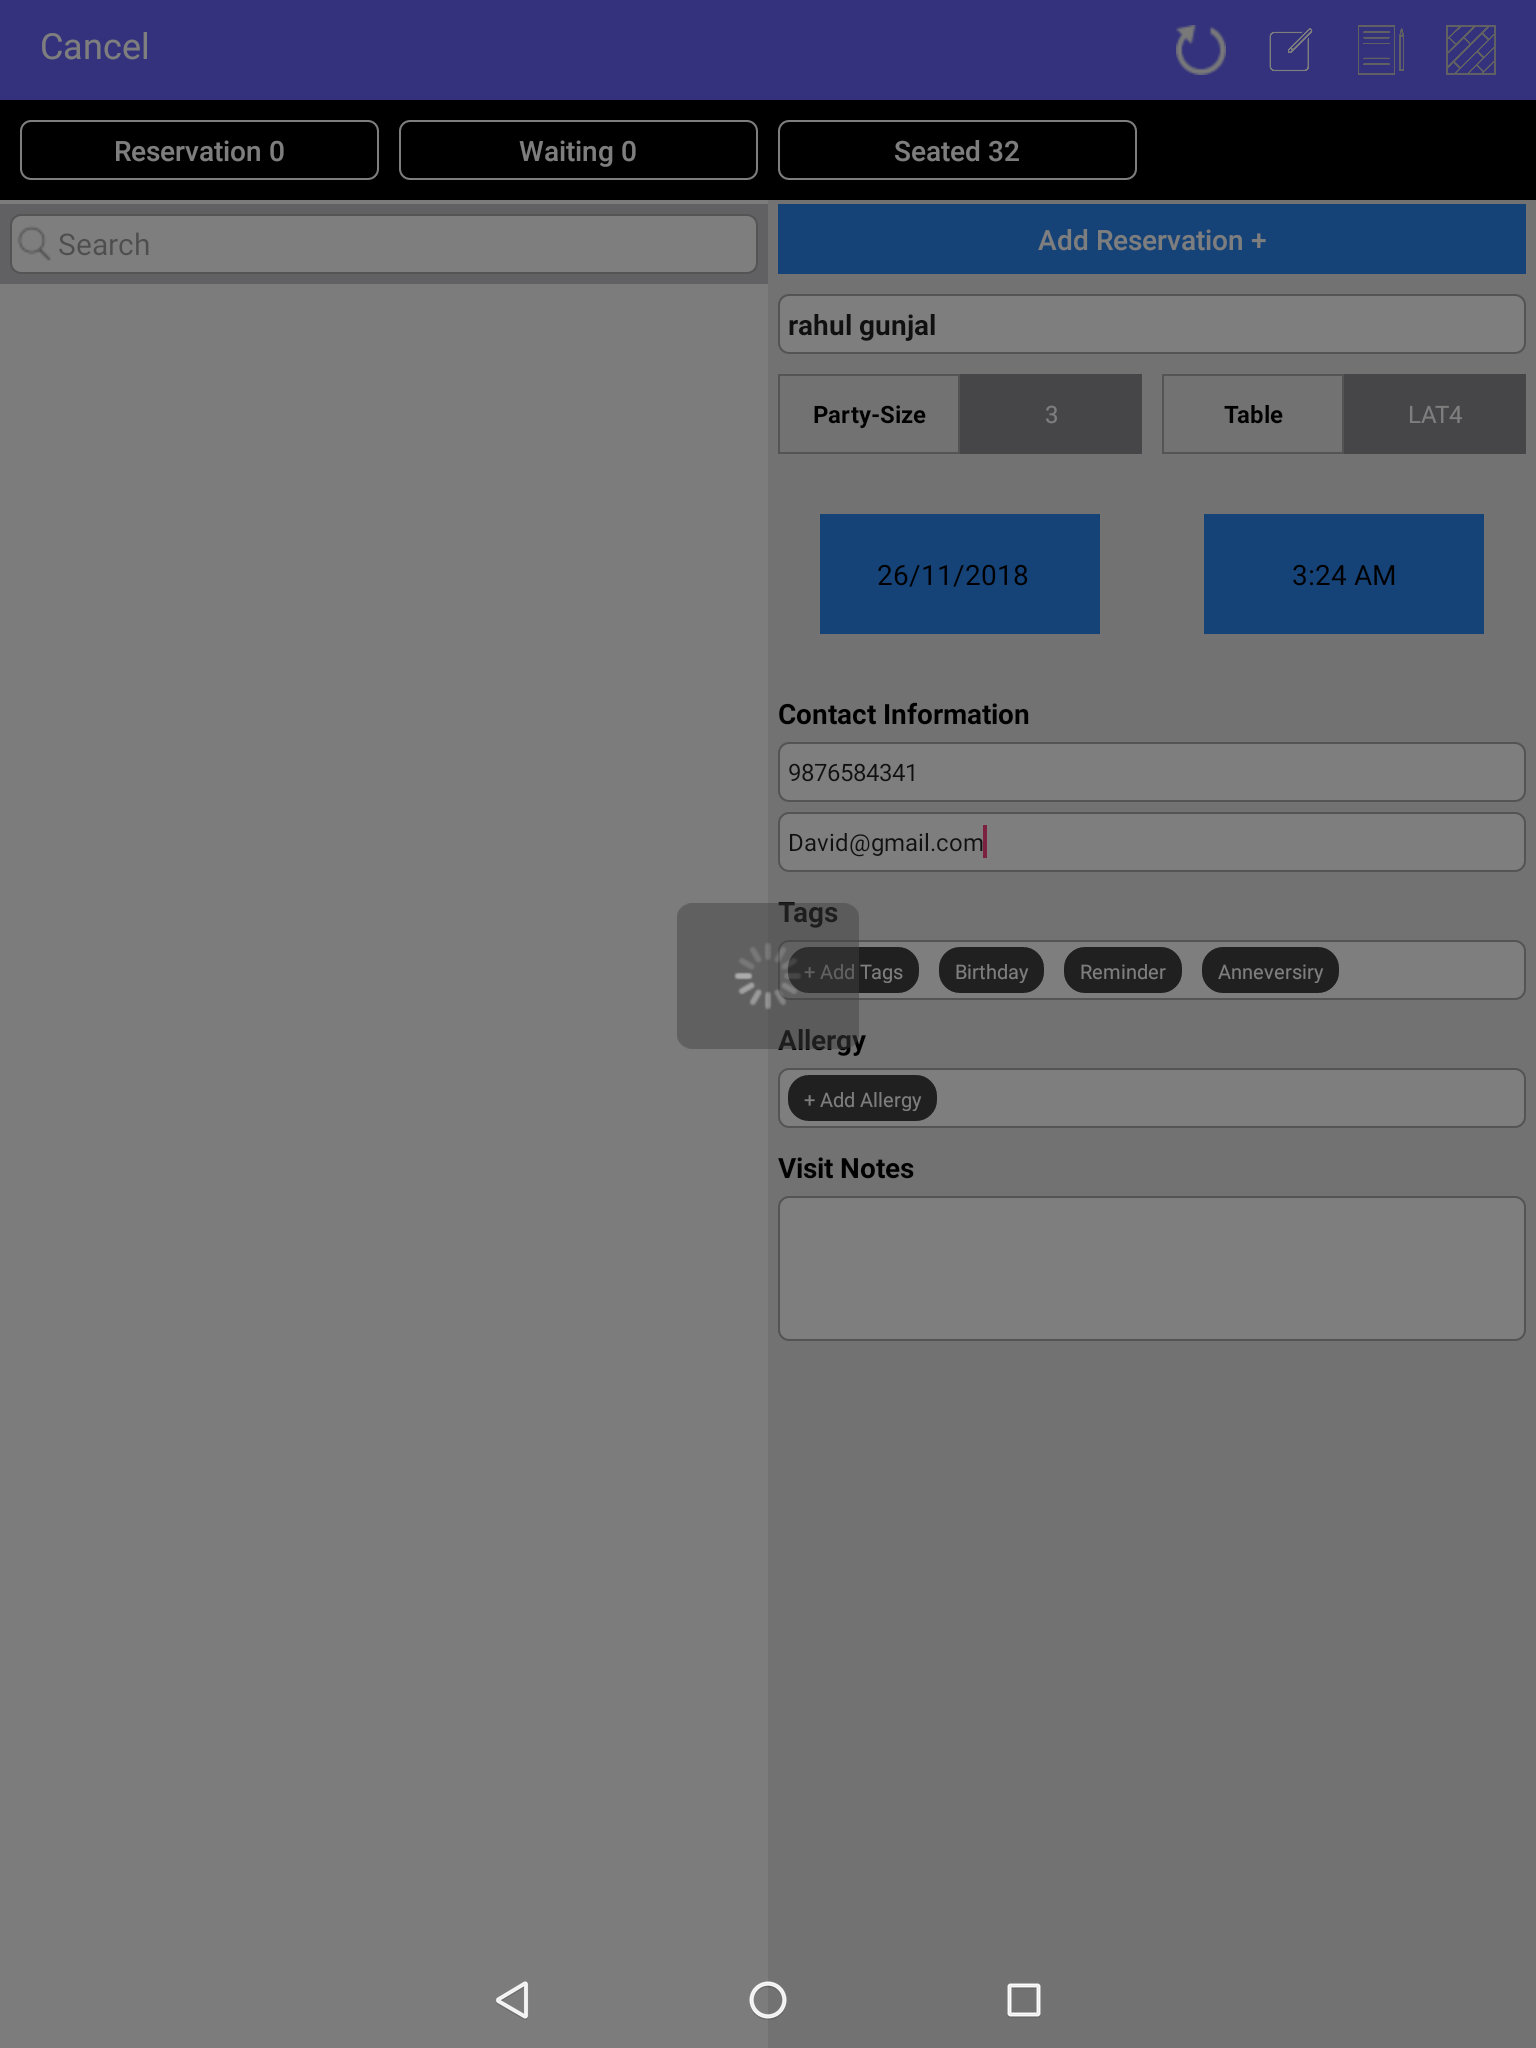 Cancel
Reservation 0
Waiting 0
Seated 32
Search
Add Reservation +
rahul gunjal
Party-Size
3
Table
LAT4
26/11/2018
3:24 AM
Contact Information
9876584341
David@gmail.com
Tags
+ Add Tags
Birthday
Reminder
Anneversiry
Allergy
+ Add Allergy
Visit Notes